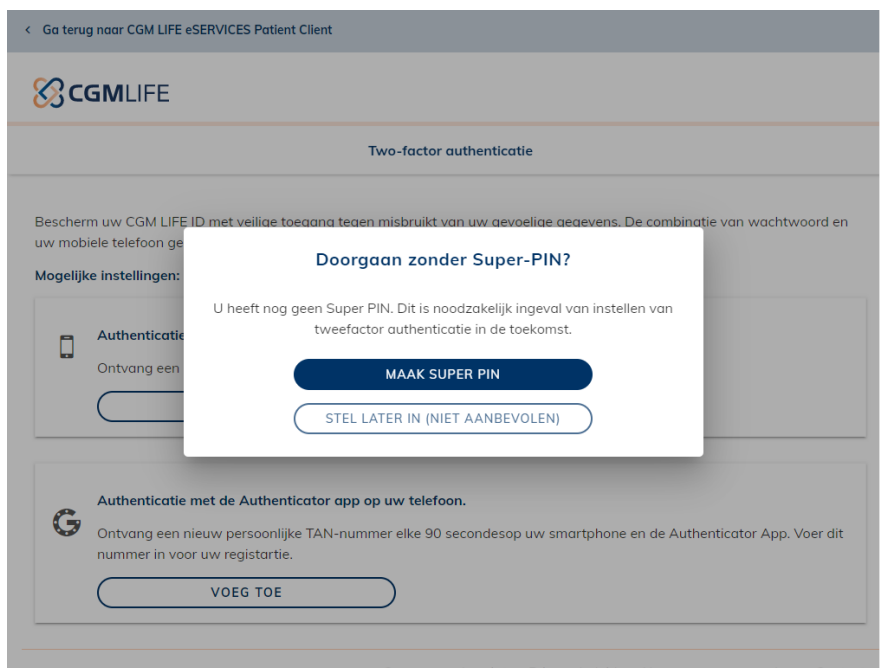 Ga terug naar CGM LIFE eSERVICES Patient Client
CGMLIFE
Two-factor authenticatie
Bescherm uw CGM LIFE ID met veilige toegang tegen misbruikt van uw gevoelige gegevens. De combinatie van wachtwoord en
uw mobiele telefoon ge
Mogelijke instellingen:
Doorgaan zonder Super-PIN?
U heeft nog geen Super PIN. Dit is noodzakelijk ingeval van instellen van
tweefactor authenticatie in de toekomst.
MAAK SUPER PIN
STEL LATER IN (NIET AANBEVOLEN)
Authenticatie
Ontvang een
Authenticatie met de Authenticator app op uw telefoon.
Ontvang een nieuw persoonlijke TAN-nummer elke 90 secondesop uw smartphone en de Authenticator App. Voer dit
nummer in voor uw registartie.
VOEG TOE